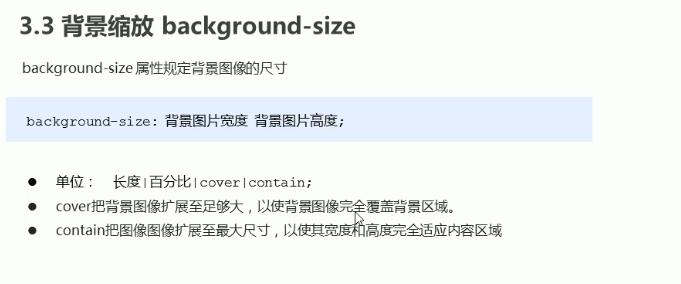 3.3 背景缩放 background-size
background-size 属性规定背景图像的尺寸
background-size: 背景图片宽度 背景图片高度;
● 单位： 长度|百分比|cover|contain;
● cover把背景图像扩展至足够大，以使背景图像完全覆盖背景区域。
● contain把图像图像扩展至最大尺寸，以使其宽度和高度完全适应内容区域